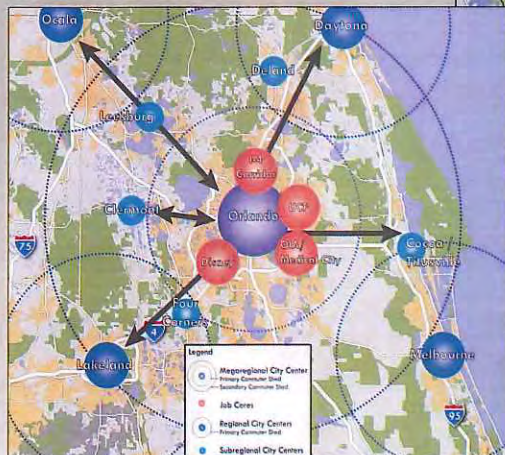 Ocala
Daytona
Deland
Leesburg
I-4
Corridor
Clermont
Orlando
UCF
OIA/
Medical City
Cocoa/
Titusville
75
Disney
Four
Corners
4
Lakeland
Melbourne
95
Legend
Megaregional City Center
Primary Commuter Shed
Secondary Commuter Shed
Job Cores
Regional City Centers
Primary Commuter Shed
Subregional City Centers